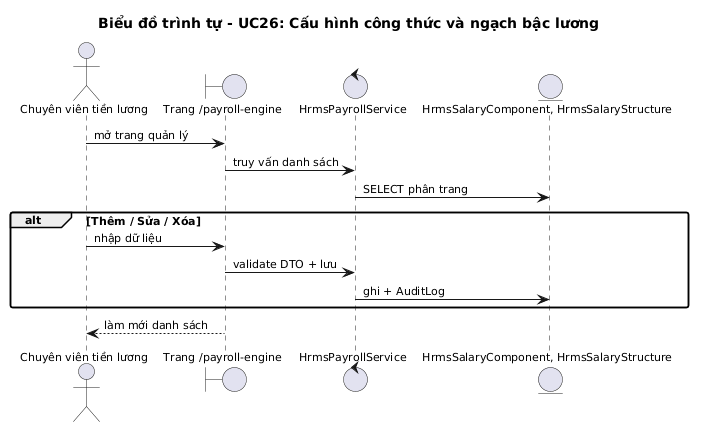 Biểu đồ trình tự - UC26: Cấu hình công thức và ngạch bậc lương
Chuyên viên tiền lương Trang /payroll-engine HrmsPayrollService HrmsSalaryComponent, HrmsSalaryStructure
mở trang quản lý
truy vấn danh sách
SELECT phân trang
alt [Thêm / Sửa / Xóa]
nhập dữ liệu
validate DTO + lưu
ghi + AuditLog
làm mới danh sách
Chuyên viên tiền lương Trang /payroll-engine HrmsPayrollService HrmsSalaryComponent, HrmsSalaryStructure